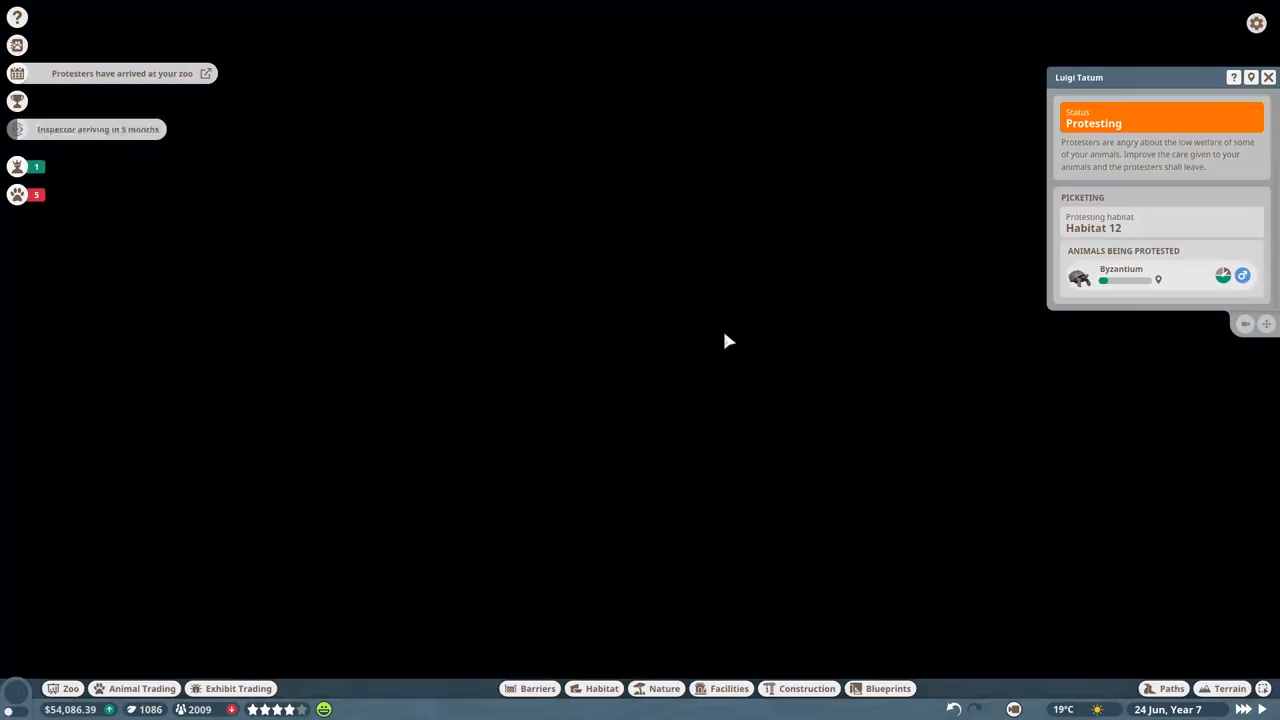 ?
Protesters have arrived at your zoo
Inspector arriving in 5 months
1
5
Luigi Tatum
?
Status
Protesting
Protesters are angry about the low welfare of some
of your animals. Improve the care given to your
animals and the protesters shall leave.
PICKETING
Protesting habitat
Habitat 12
ANIMALS BEING PROTESTED
Byzantium
Zoo
Animal Trading
Exhibit Trading
Barriers
Habitat
Nature
Facilities
Construction
Blueprints
Paths
Terrain
$54,086.39
1086
2009
19°C
24 Jun, Year 7